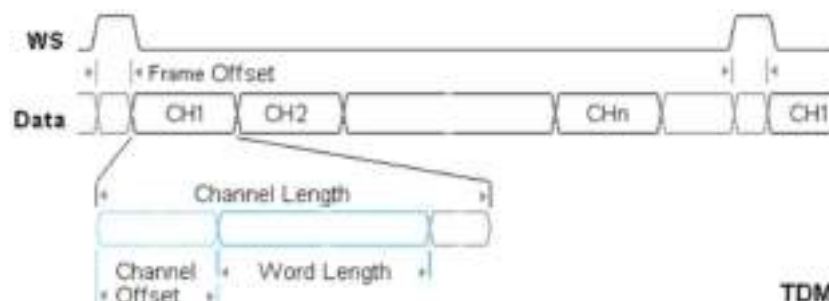 WS
Frame Offset
Data CH1 CH2 CHn CH1
Channel Length
Channel Offset
Word Length
TDM